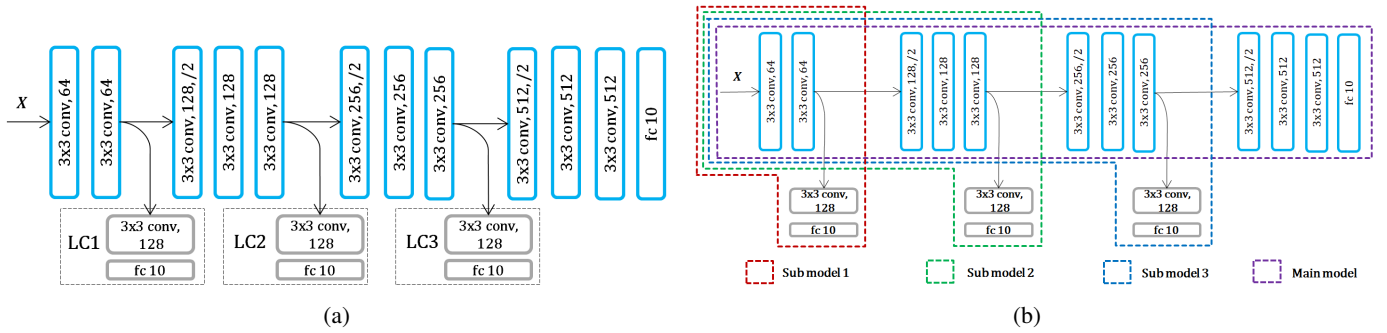 X
3x3 conv, 64
3x3 conv, 64
3x3 conv, 128, /2
3x3 conv, 128
3x3 conv, 128
3x3 conv, 256, /2
3x3 conv, 256
3x3 conv, 256
3x3 conv, 512, /2
3x3 conv, 512
3x3 conv, 512
fc 10
LC1
3x3 conv,
128
fc 10
LC2
3x3 conv,
128
fc 10
LC3
3x3 conv,
128
fc 10
(a)
X
3x3 conv, 64
3x3 conv, 64
3x3 conv, 128, /2
3x3 conv, 128
3x3 conv, 128
3x3 conv, 256, /2
3x3 conv, 256
3x3 conv, 256
3x3 conv, 512, /2
3x3 conv, 512
3x3 conv, 512
fc 10
3x3 conv,
128
fc 10
3x3 conv,
128
fc 10
3x3 conv,
128
fc 10
Sub model 1
Sub model 2
Sub model 3
Main model
(b)